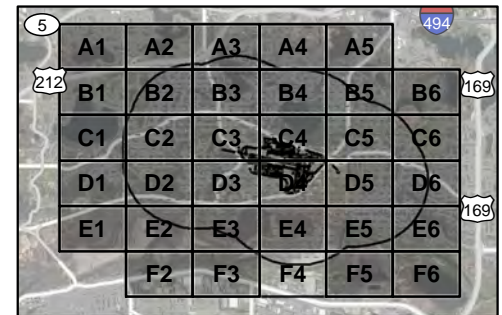 5
494
A1 A2 A3 A4 A5
212
B1 B2 B3 B4 B5 B6
169
C1 C2 C3 C4 C5 C6
D1 D2 D3 D4 D5 D6
169
E1 E2 E3 E4 E5 E6
F2 F3 F4 F5 F6